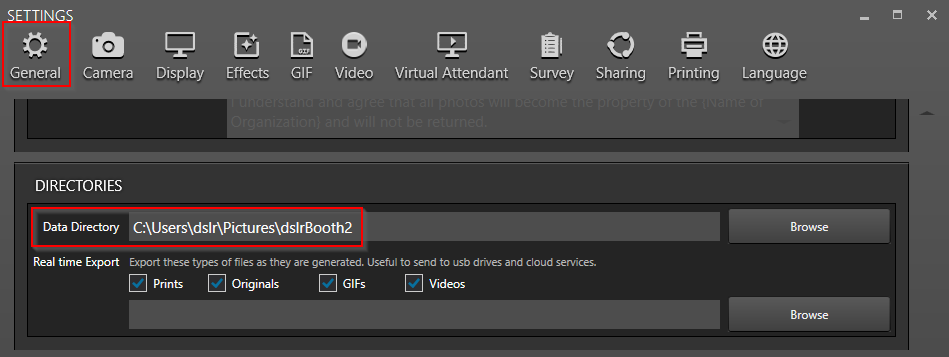 SETTINGS
General Camera Display Effects GIF Video Virtual Attendant Survey Sharing Printing Language
I understand and agree that all photos will become the property of the {Name of
Organization} and will not be returned.
DIRECTORIES
Data Directory C:\Users\dslr\Pictures\dslrBooth2 Browse
Real time Export Export these types of files as they are generated. Useful to send to usb drives and cloud services.
Prints Originals GIFs Videos
Browse